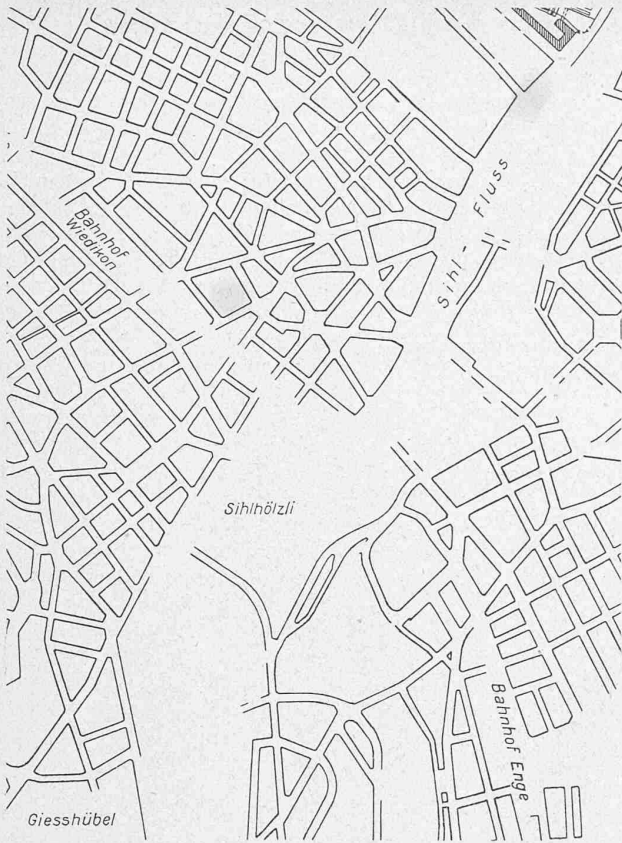 Sihl - Fluss
Bahnhof
Wiedikon
Sihlhölzli
Bahnhof Enge
Giesshübel